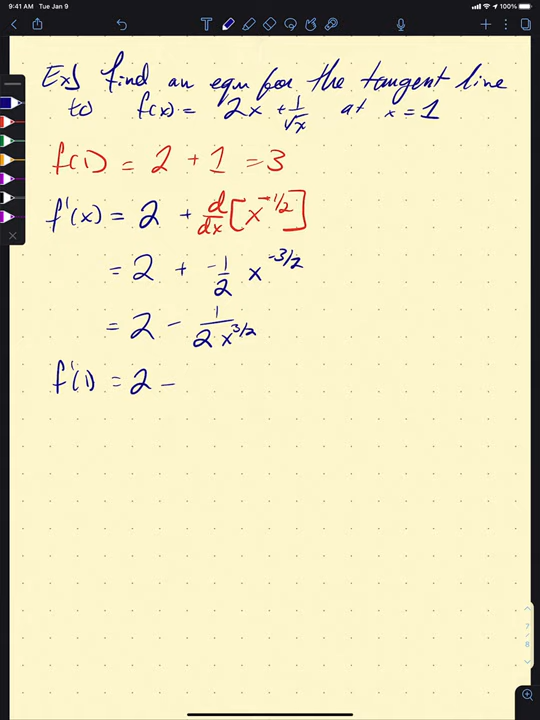 9:41 AM Tue Jan 9 100%
Ex) Find an eqn for the tangent line
to f(x) = 2x + 1/√x at x = 1
f(1) = 2 + 1 = 3
f'(x) = 2 + d/dx [x^-1/2]
= 2 + -1/2 x^-3/2
= 2 - 1/2x^3/2
f'(1) = 2 -
7/8